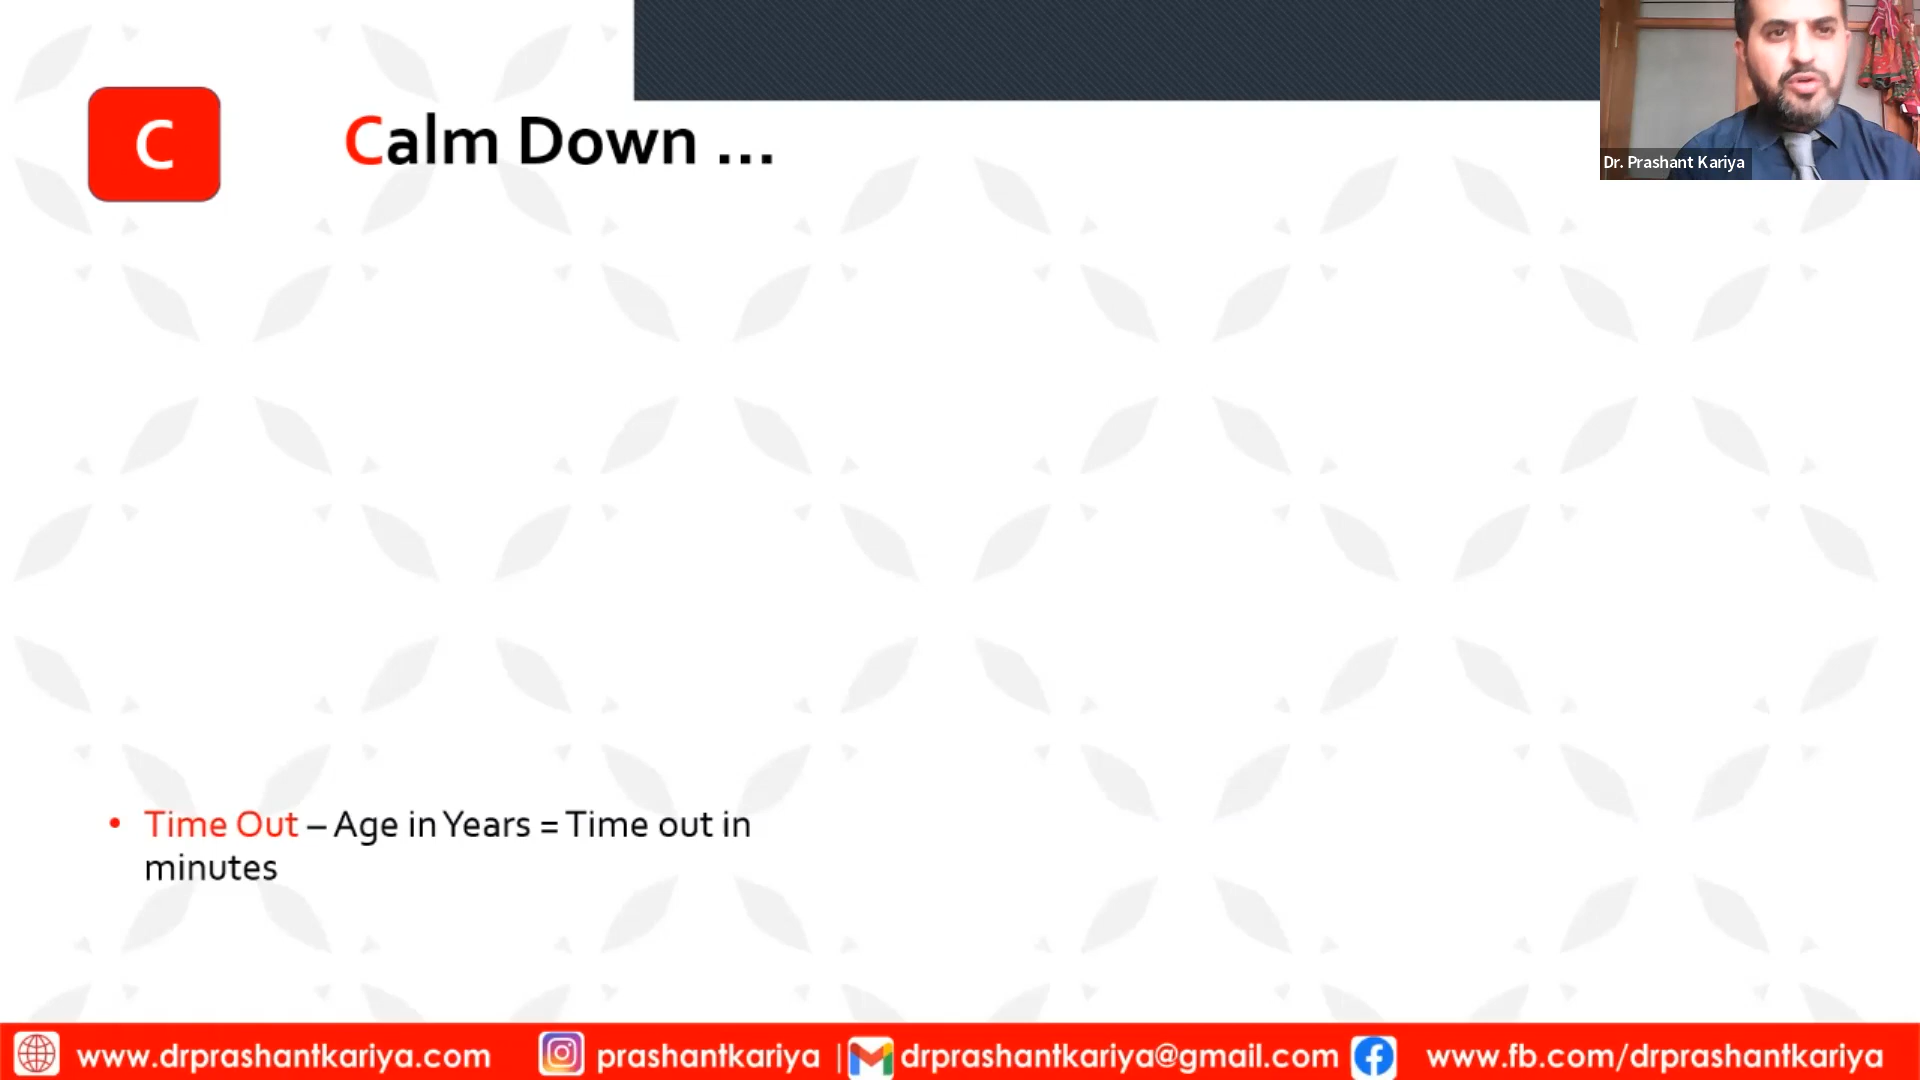 C
Calm Down ...
Dr. Prashant Kariya
• Time Out – Age in Years = Time out in
minutes
www.drprashantkariya.com prashantkariya | drprashantkariya@gmail.com www.fb.com/drprashantkariya